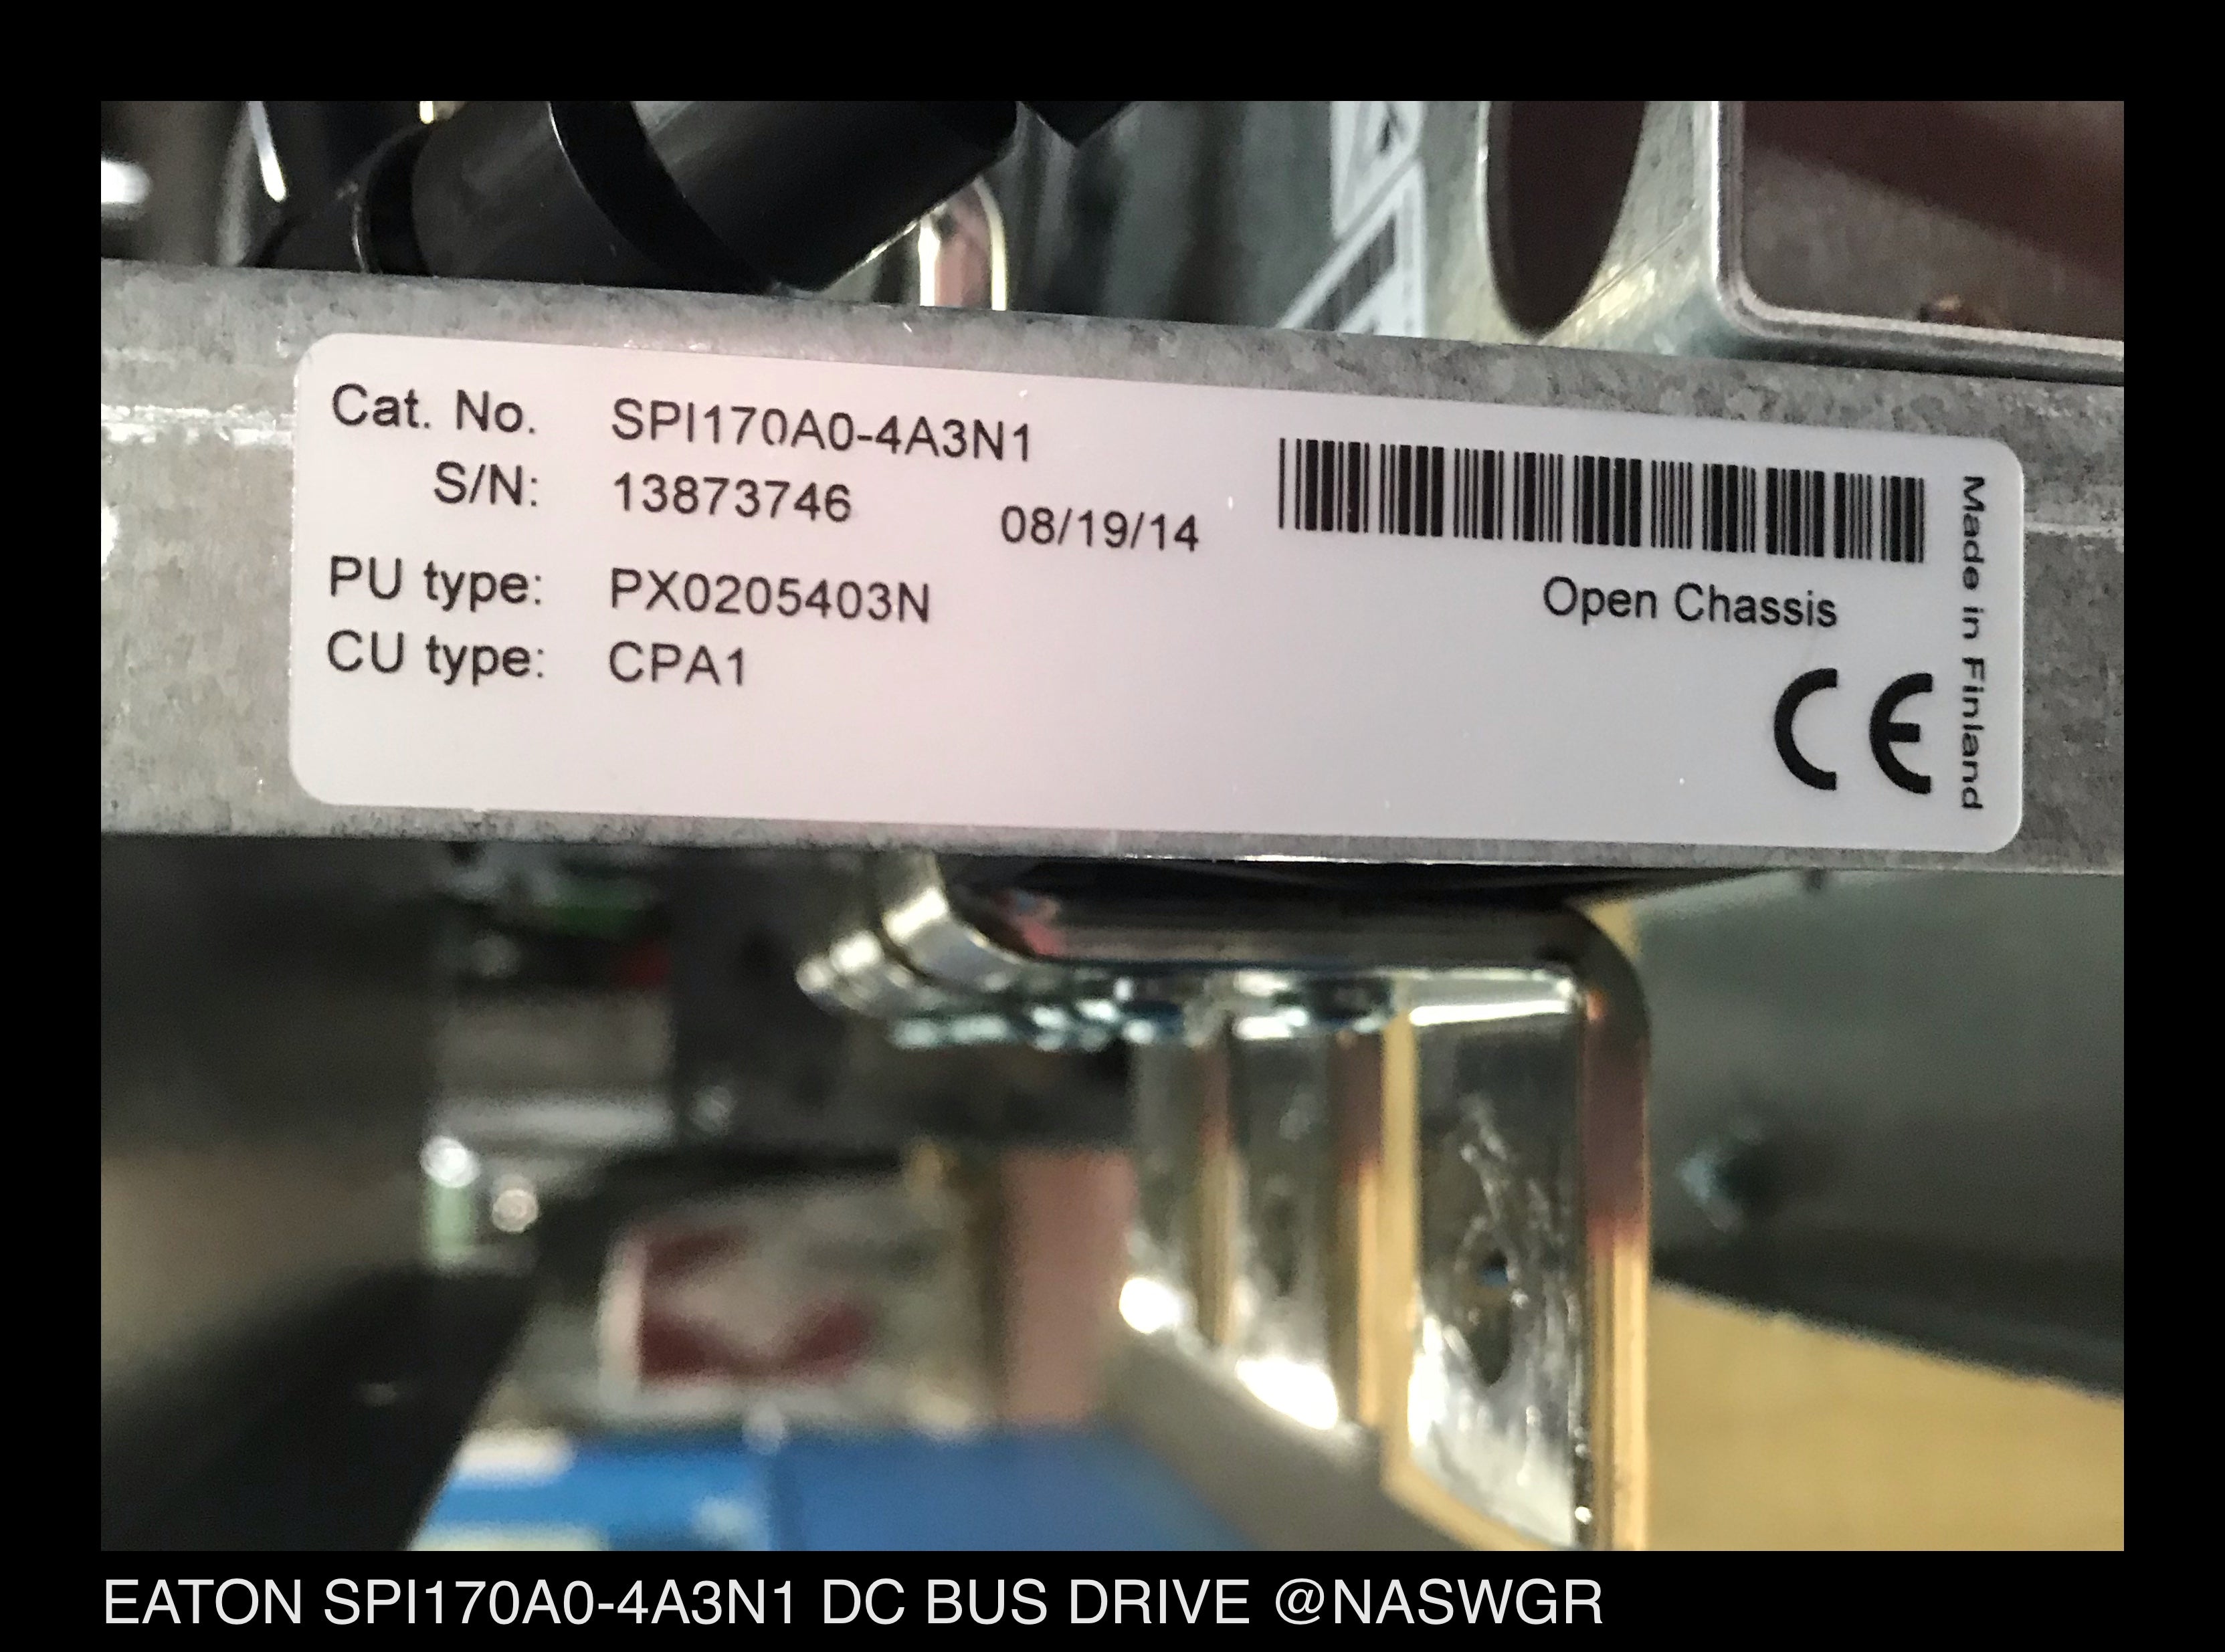 Cat. No. SPI170A0-4A3N1
S/N: 13873746 08/19/14
PU type: PX0205403N
CU type: CPA1
Open Chassis
CE
Made in Finland
EATON SPI170A0-4A3N1 DC BUS DRIVE @NASWGR